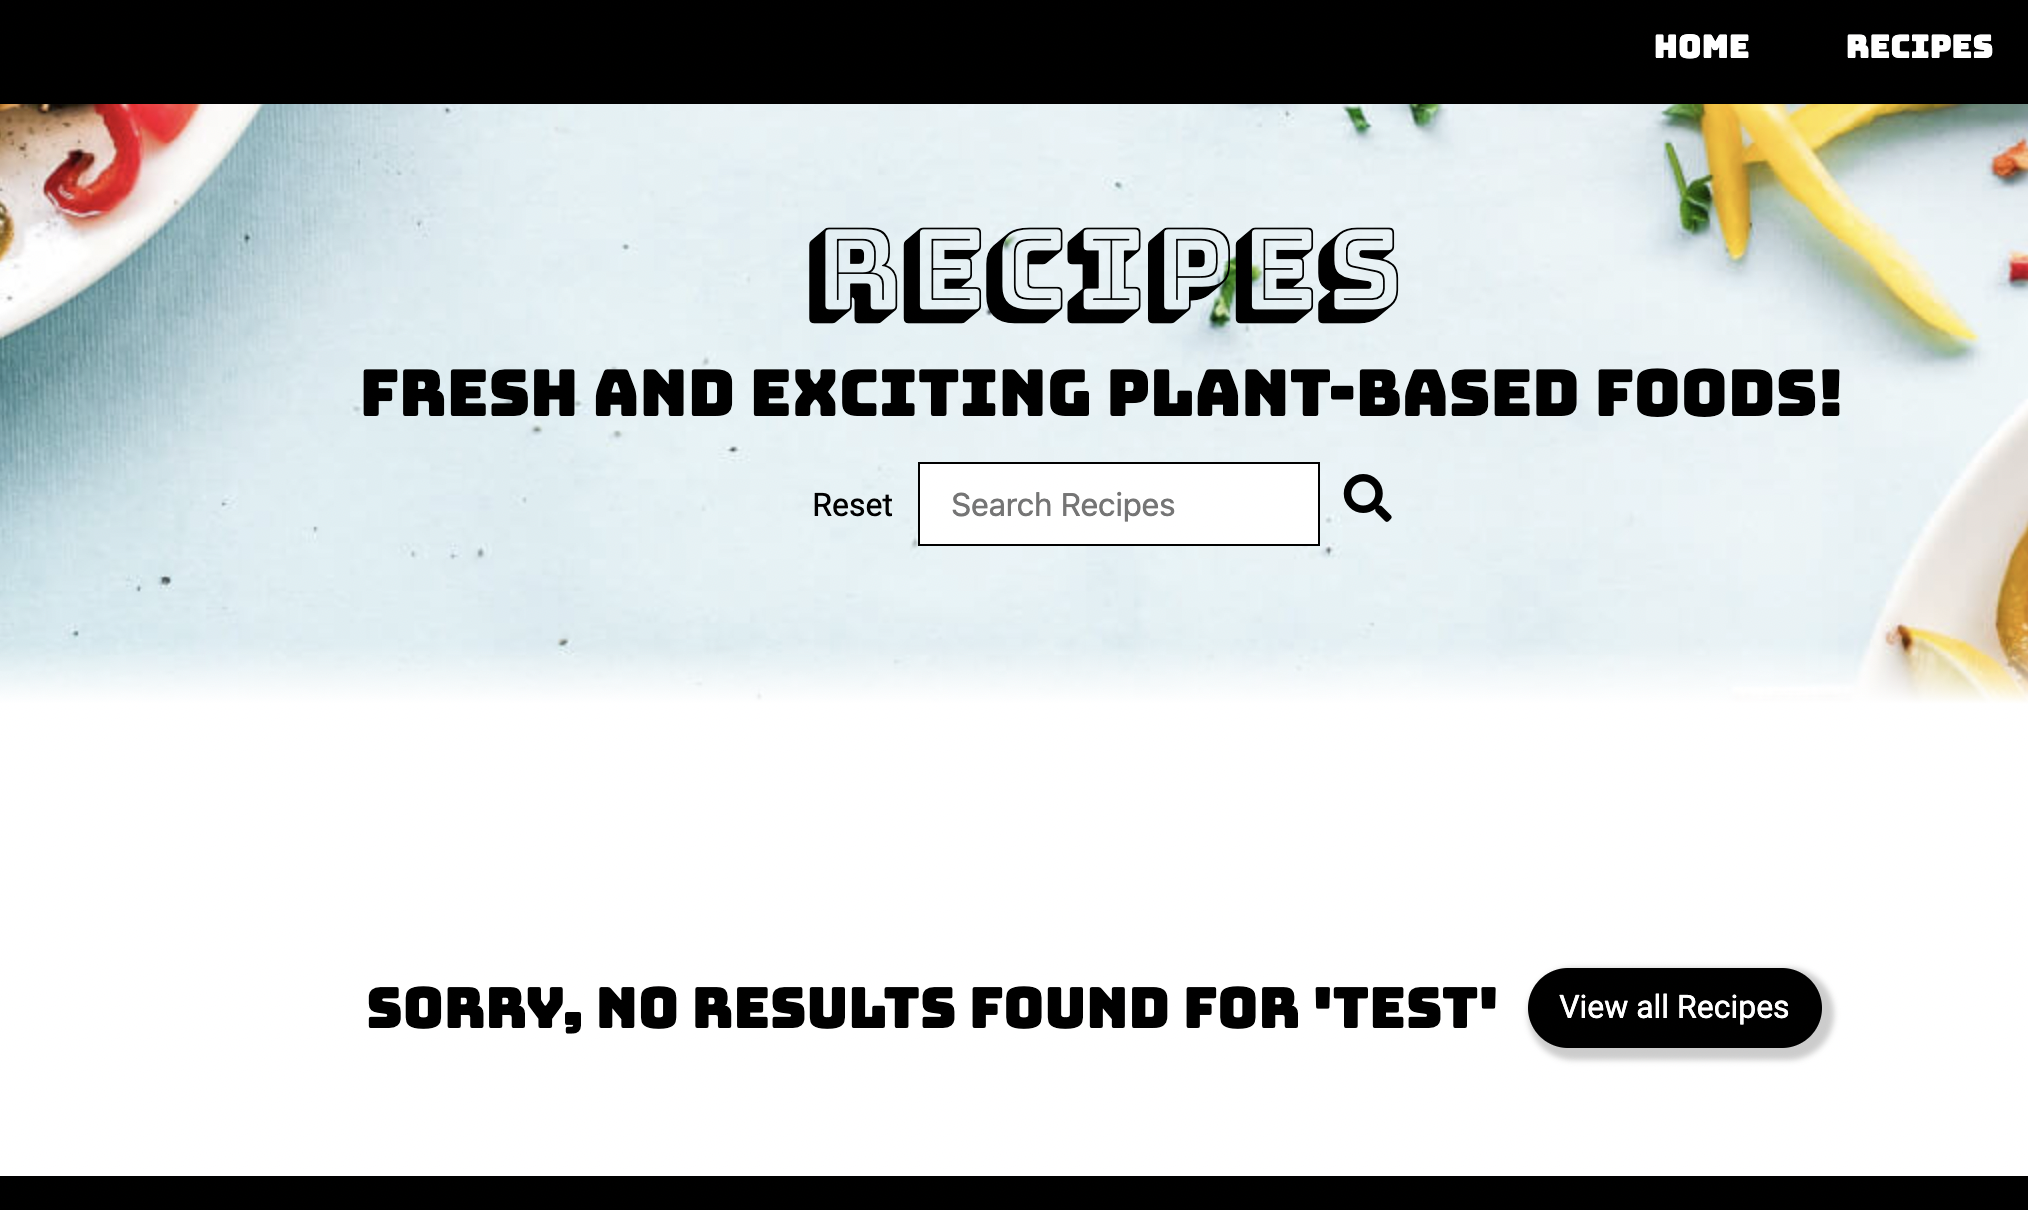 HOME RECIPES
RECIPES
FRESH AND EXCITING PLANT-BASED FOODS!
Reset Search Recipes
SORRY, NO RESULTS FOUND FOR 'TEST' View all Recipes